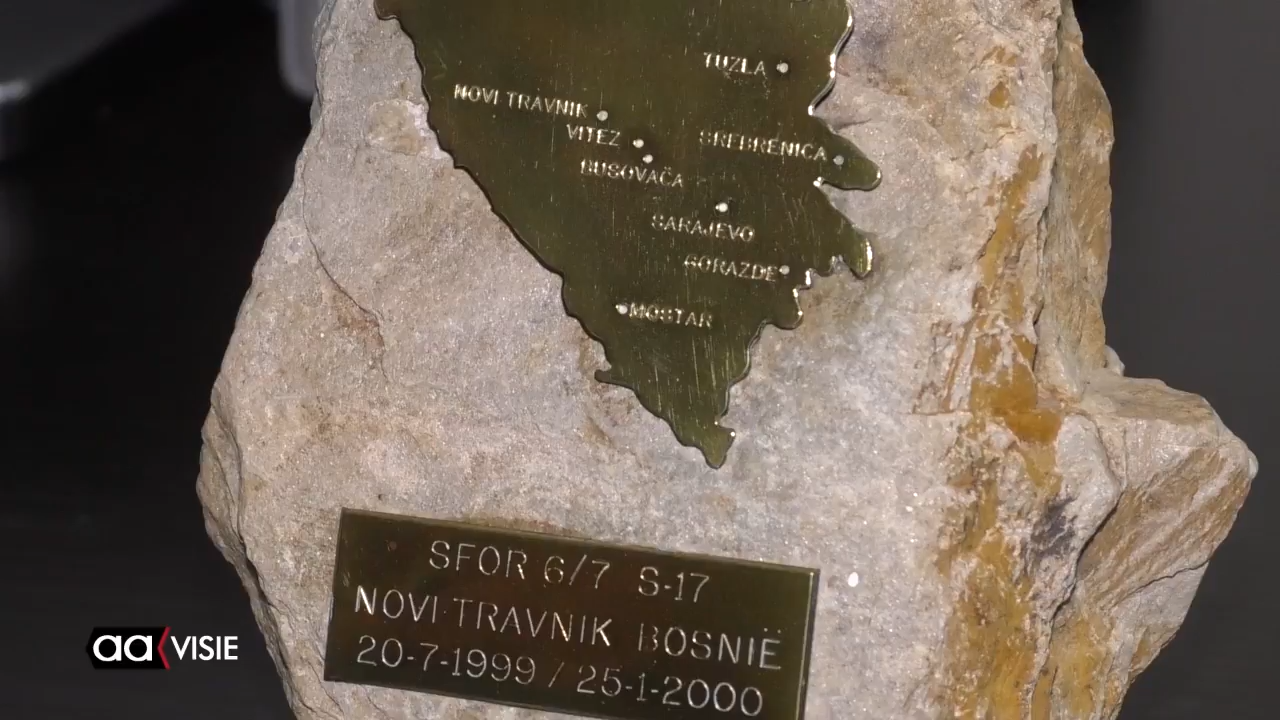 TUZLA
NOVI TRAVNIK
VITEZ
SREBRENICA
BUSOVAČA
SARAJEVO
GORAZDE
MOSTAR
SFOR 6/7 S-17
NOVI TRAVNIK BOSNIË
20-7-1999 / 25-1-2000
aa VISIE